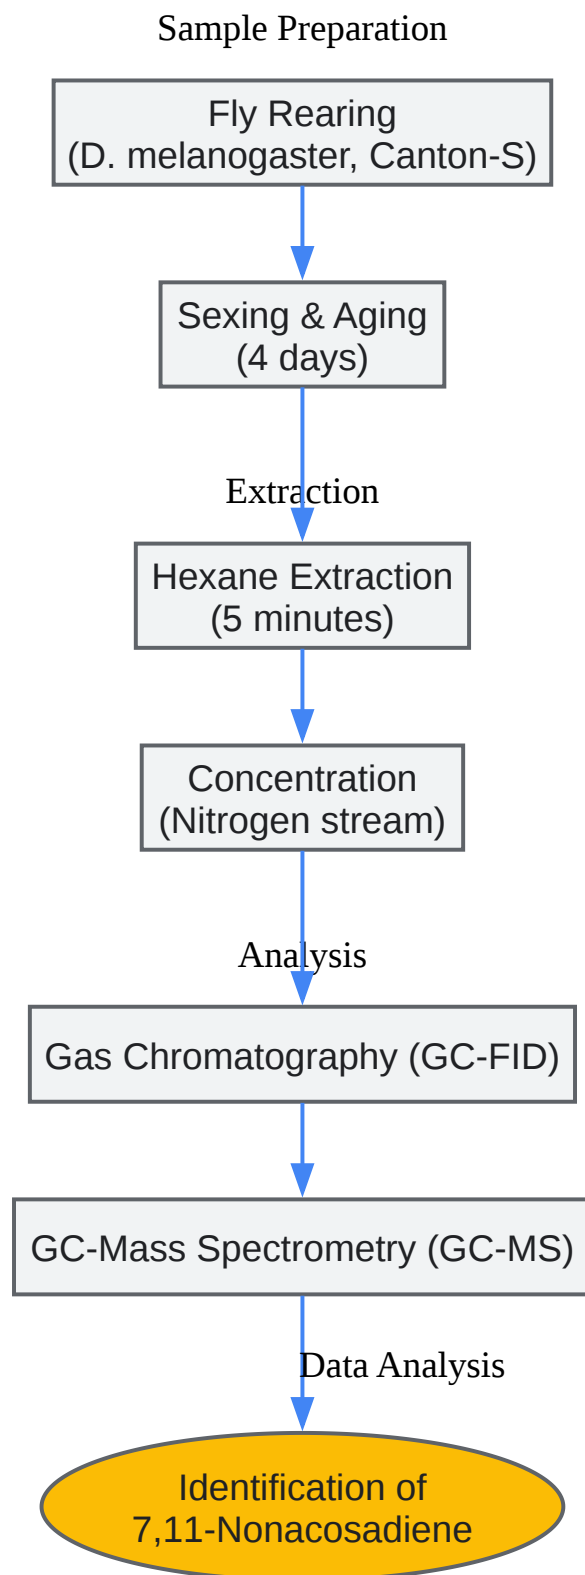 Sample Preparation
Fly Rearing
(D. melanogaster, Canton-S)
Sexing & Aging
(4 days)
Extraction
Hexane Extraction
(5 minutes)
Concentration
(Nitrogen stream)
Analysis
Gas Chromatography (GC-FID)
GC-Mass Spectrometry (GC-MS)
Data Analysis
Identification of
7,11-Nonacosadiene